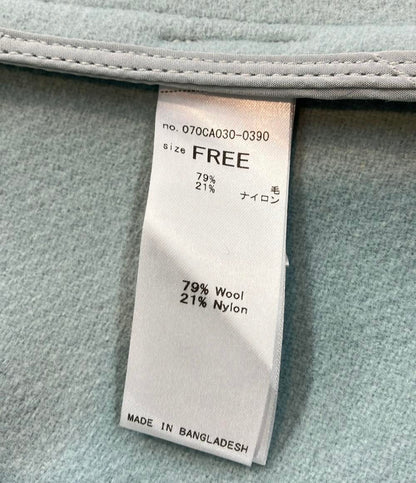 no. 070CA030-0390
size FREE
79% 毛
21% ナイロン
79% Wool
21% Nylon
MADE IN BANGLADESH